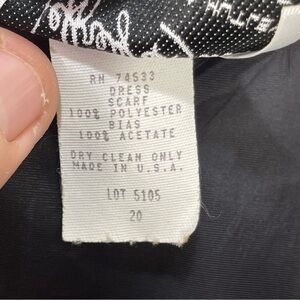 RN 74533
DRESS
SCARF
100% POLYESTER
BIAS
100% ACETATE
DRY CLEAN ONLY
MADE IN U.S.A.
LOT 5105
20